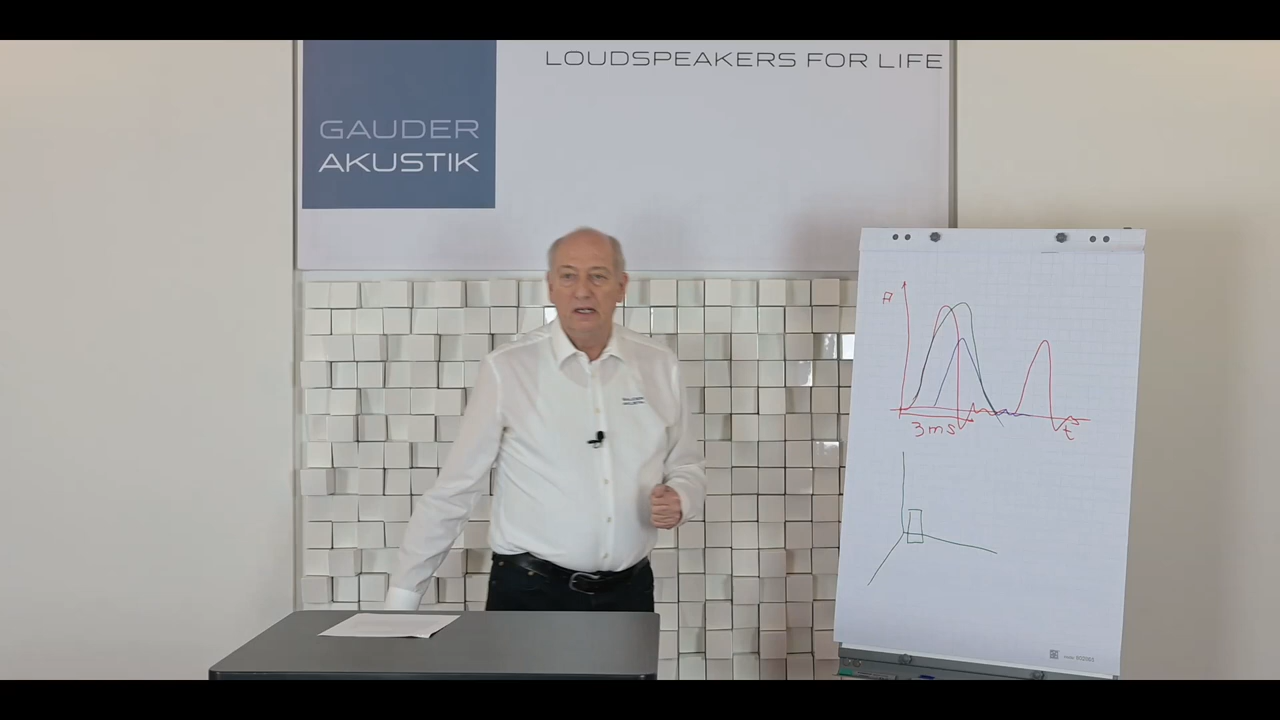 LOUDSPEAKERS FOR LIFE
GAUDER
AKUSTIK
A
3ms
t